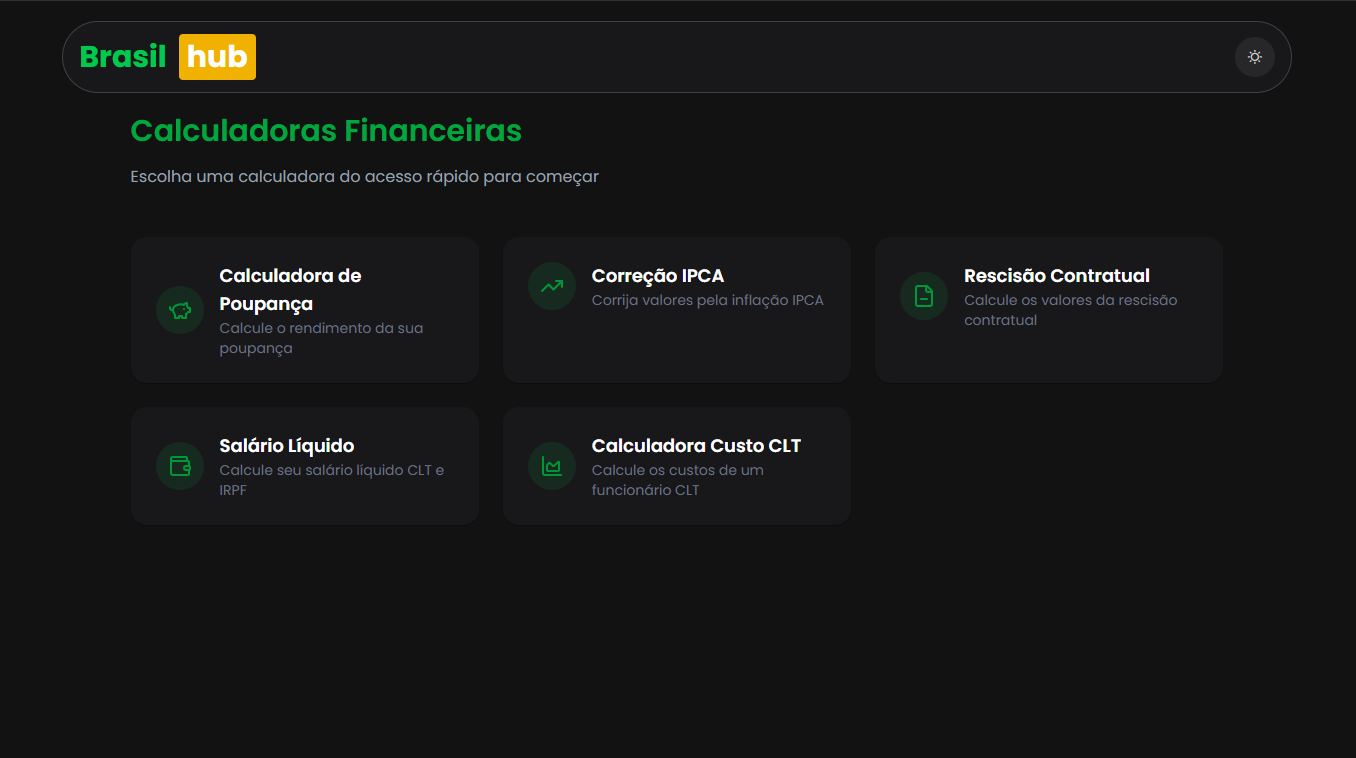 Brasil hub
Calculadoras Financeiras
Escolha uma calculadora do acesso rápido para começar
Calculadora de
Poupança
Calcule o rendimento da sua
poupança
Correção IPCA
Corrija valores pela inflação IPCA
Rescisão Contratual
Calcule os valores da rescisão
contratual
Salário Líquido
Calcule seu salário líquido CLT e
IRPF
Calculadora Custo CLT
Calcule os custos de um
funcionário CLT